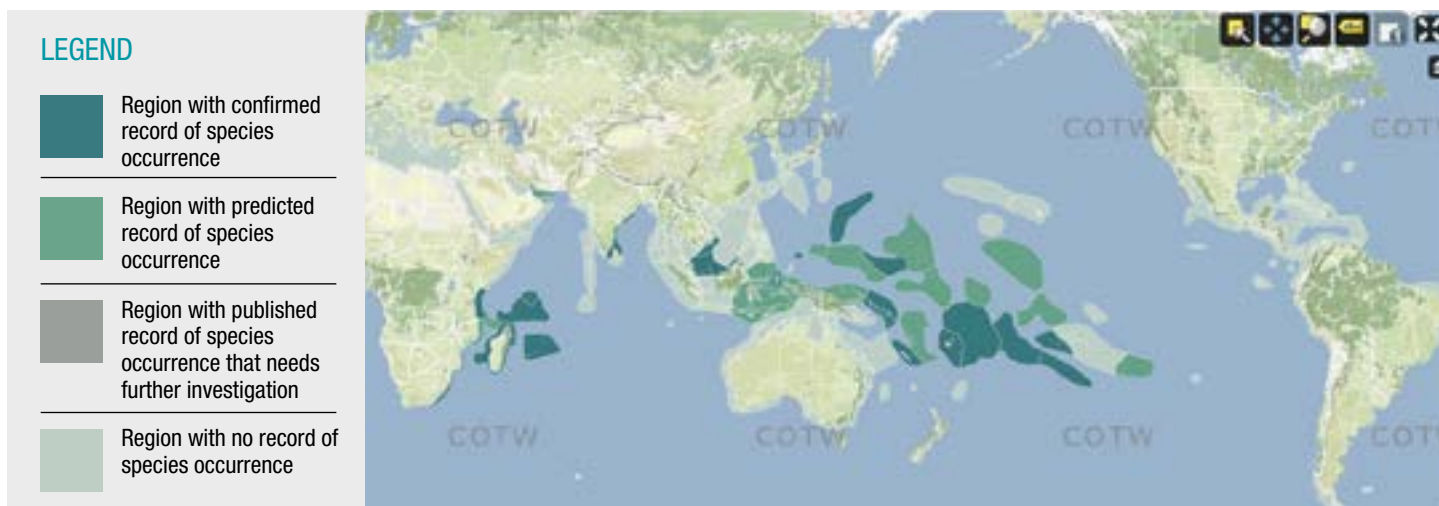 LEGEND
Region with confirmed
record of species
occurrence
Region with predicted
record of species
occurrence
Region with published
record of species
occurrence that needs
further investigation
Region with no record of
species occurrence
COTW COTW COTW COTW
COTW COTW COTW COTW